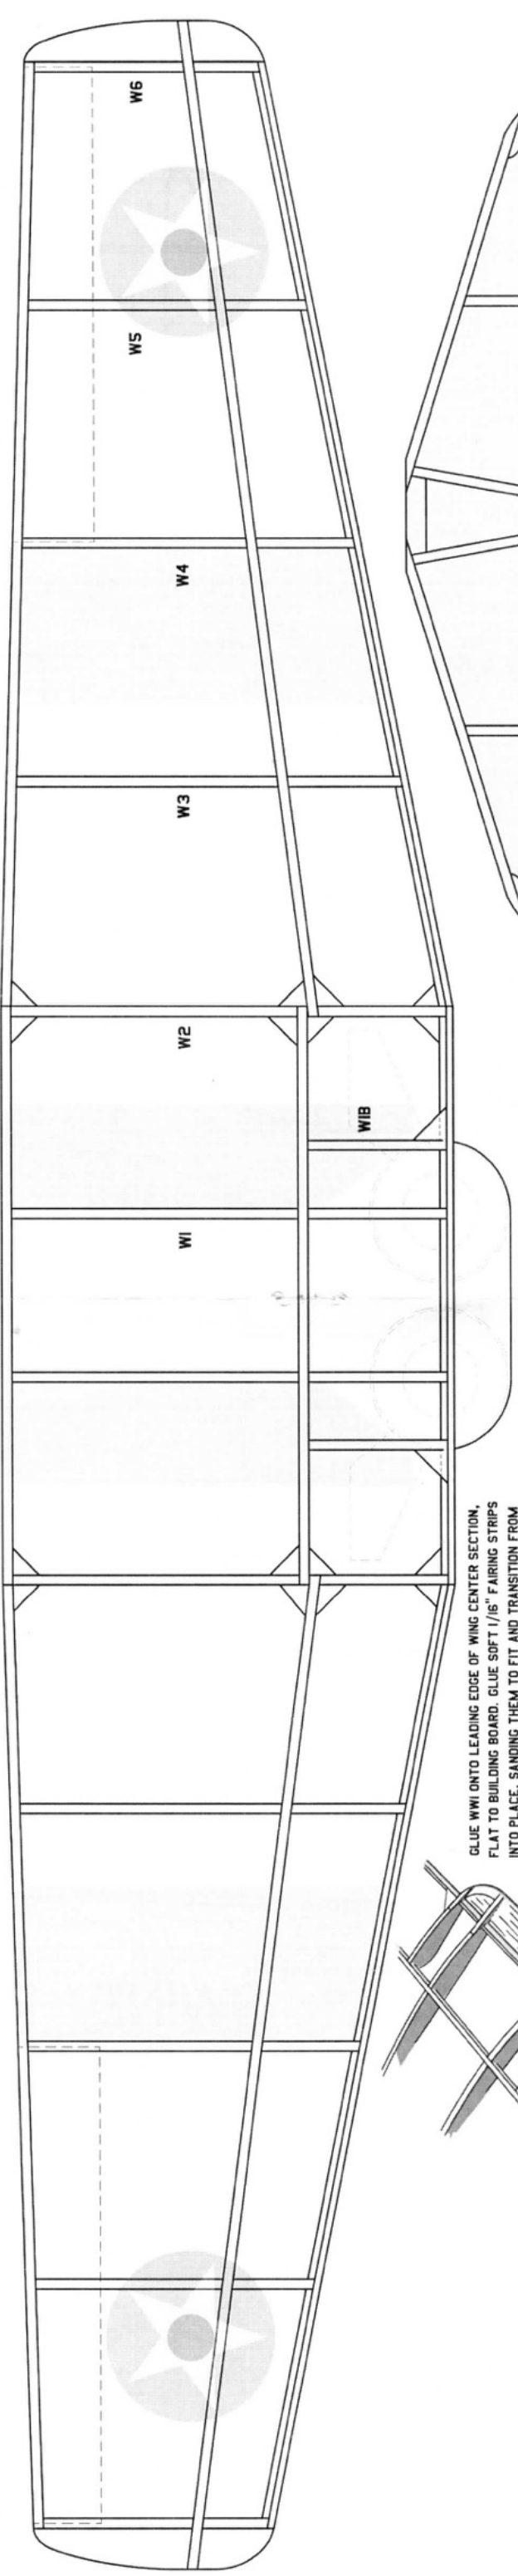 W6
W5
W4
W3
W2
W1B
W1
GLUE WW1 ONTO LEADING EDGE OF WING CENTER SECTION,
FLAT TO BUILDING BOARD. GLUE SOFT 1/16" FAIRING STRIPS
INTO PLACE, SANDING THEM TO FIT AND TRANSITION FROM